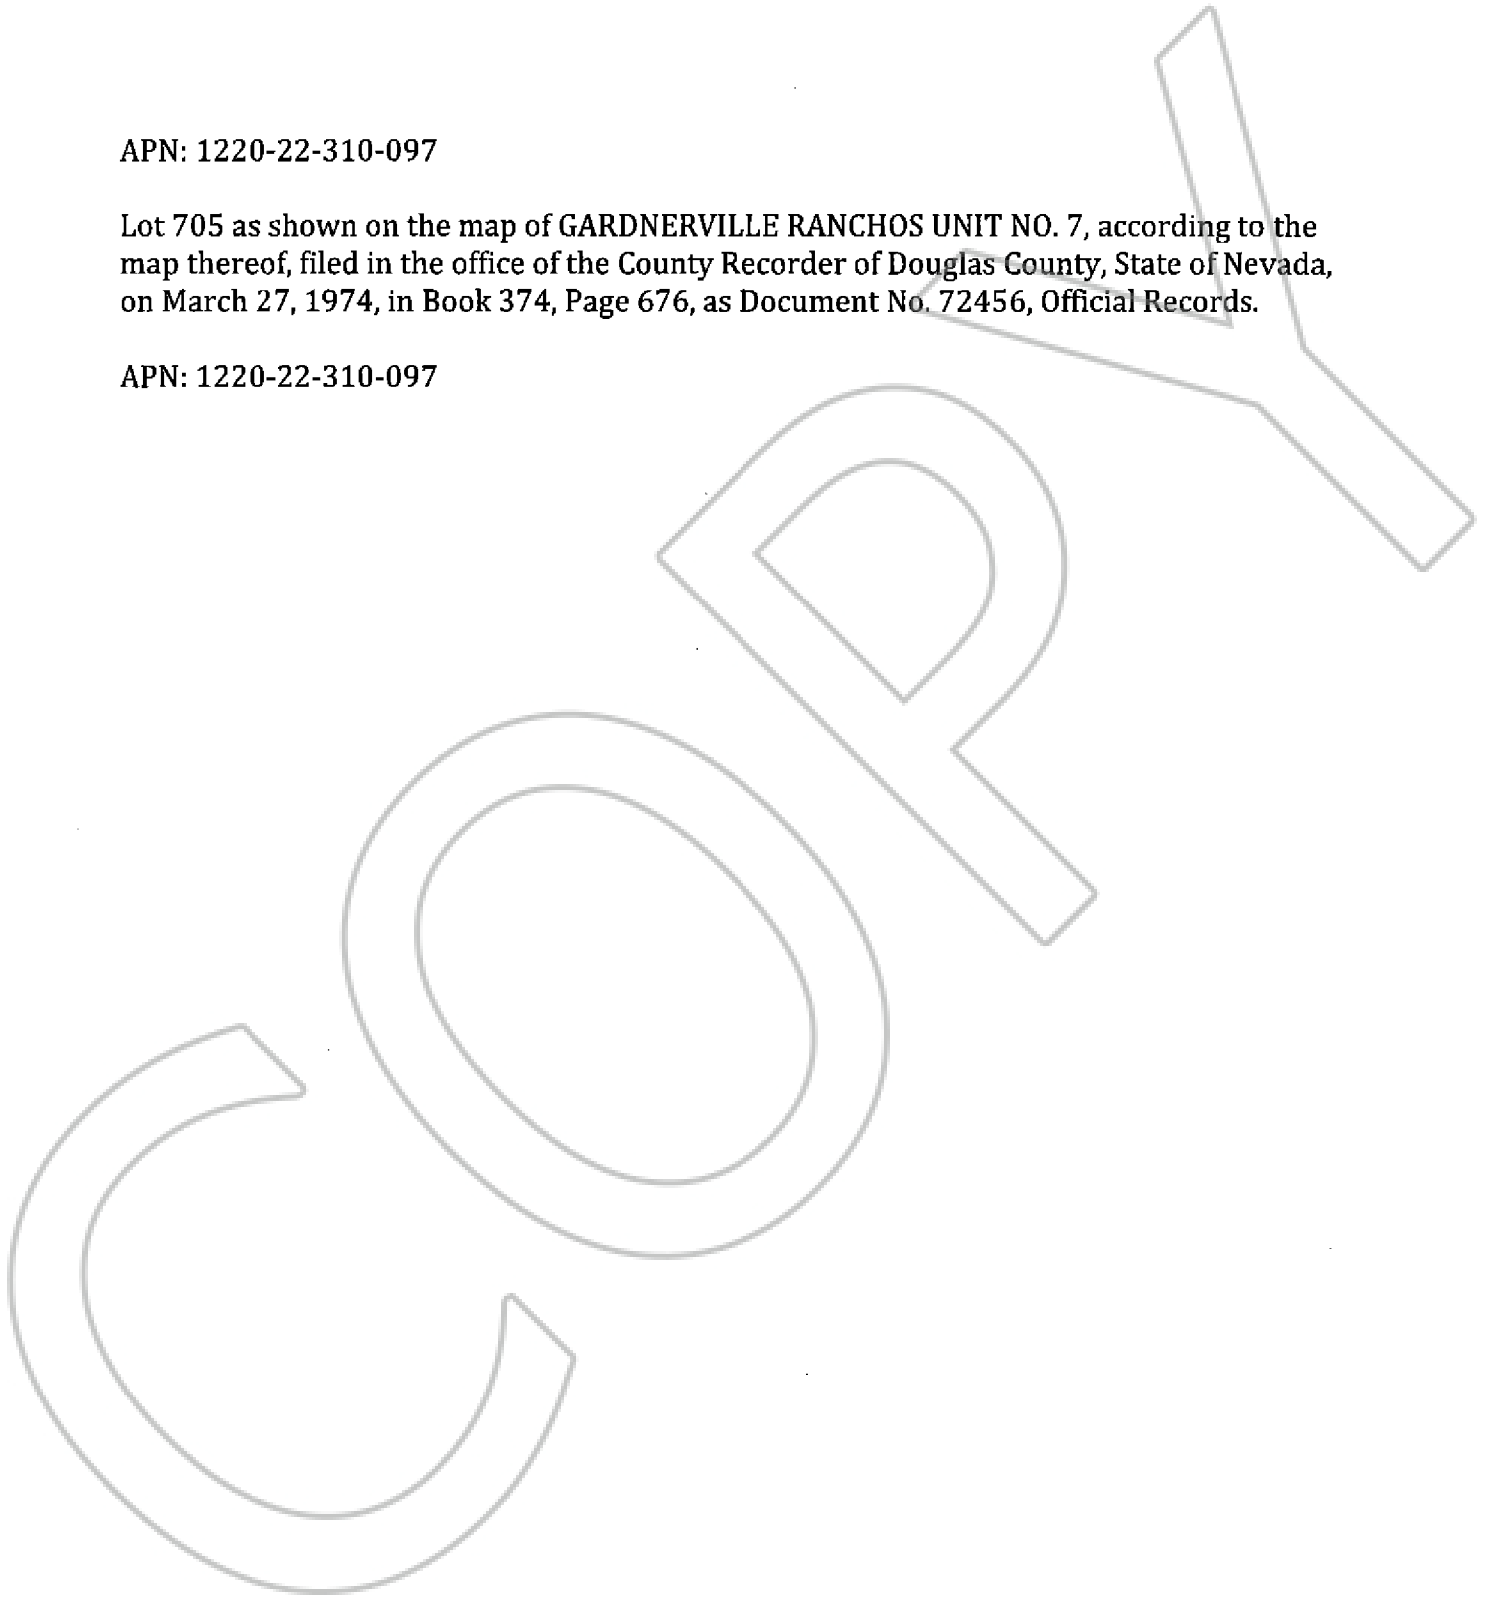 APN: 1220-22-310-097
Lot 705 as shown on the map of GARDNERVILLE RANCHOS UNIT NO. 7, according to the
map thereof, filed in the office of the County Recorder of Douglas County, State of Nevada,
on March 27, 1974, in Book 374, Page 676, as Document No. 72456, Official Records.
APN: 1220-22-310-097
COPY